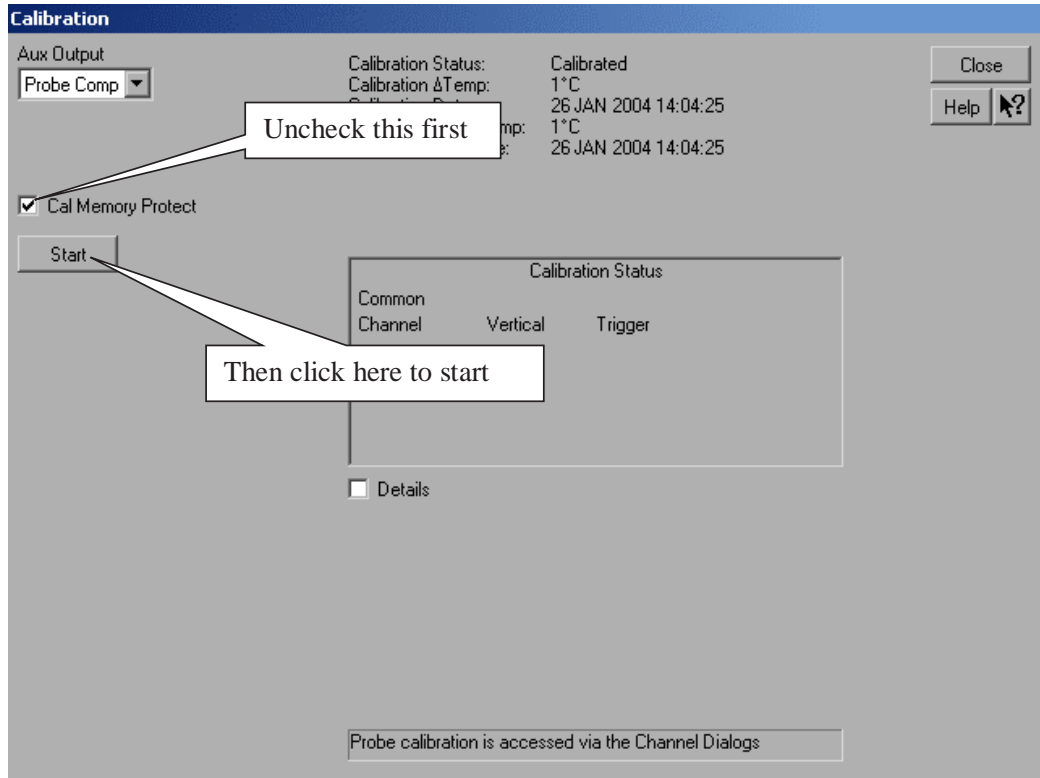 Calibration
Aux Output
Probe Comp
Calibration Status: Calibrated
Calibration ΔTemp: 1°C
26 JAN 2004 14:04:25
mp: 1°C
e: 26 JAN 2004 14:04:25
Close
Help
Uncheck this first
Cal Memory Protect
Start
Calibration Status
Common
Channel Vertical Trigger
Then click here to start
Details
Probe calibration is accessed via the Channel Dialogs